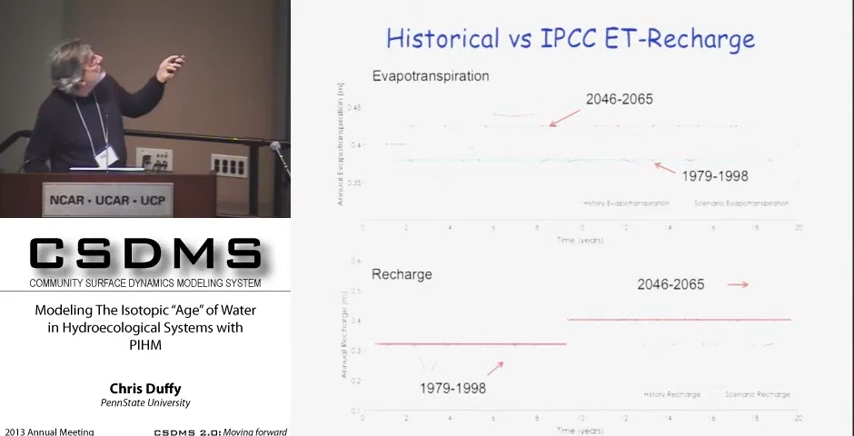 NCAR - UCAR - UCP
CSDMS
COMMUNITY SURFACE DYNAMICS MODELING SYSTEM
Modeling The Isotopic “Age” of Water
in Hydroecological Systems with
PIHM
Chris Duffy
PennState University
2013 Annual Meeting
CSDMS 2.0: Moving forward
Historical vs IPCC ET-Recharge
Evapotranspiration
2046-2065
1979-1998
Annual Evapotranspiration [m]
.45
0.4
0.35
History Evapotranspiration
Scenario Evapotranspiration
0 2 4 6 8 10 12 14 16 18 20
Time (years)
Recharge
2046-2065
1979-1998
Annual Recharge [m]
0.6
0.4
0.3
0.2
0.1
History Recharge
Scenario Recharge
0 2 4 6 8 10 12 14 16 18 20
Time (years)